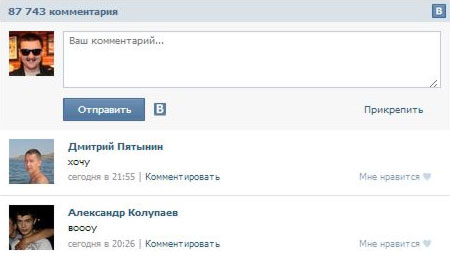 87 743 комментария
В
Ваш комментарий...
Отправить В Прикрепить
Дмитрий Пятынин
хочу
сегодня в 21:55 | Комментировать Мне нравится
Александр Колупаев
воооу
сегодня в 20:26 | Комментировать Мне нравится